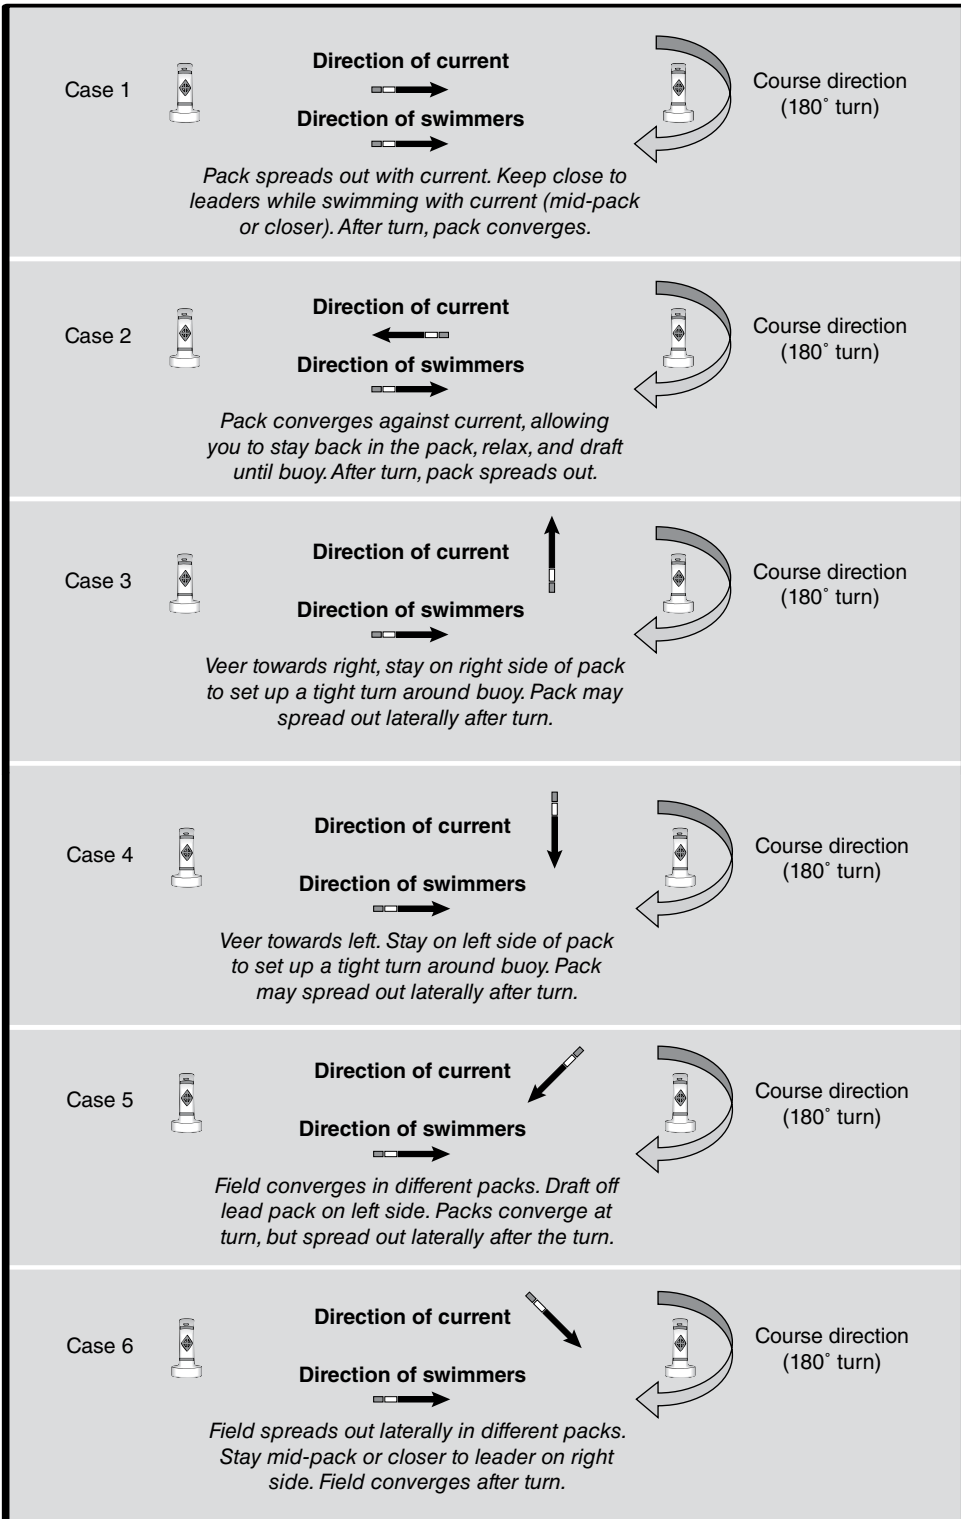 Case 1
Direction of current
Direction of swimmers
Course direction
(180˚ turn)
Pack spreads out with current. Keep close to
leaders while swimming with current (mid-pack
or closer). After turn, pack converges.
Case 2
Direction of current
Direction of swimmers
Course direction
(180˚ turn)
Pack converges against current, allowing
you to stay back in the pack, relax, and draft
until buoy. After turn, pack spreads out.
Case 3
Direction of current
Direction of swimmers
Course direction
(180˚ turn)
Veer towards right, stay on right side of pack
to set up a tight turn around buoy. Pack may
spread out laterally after turn.
Case 4
Direction of current
Direction of swimmers
Course direction
(180˚ turn)
Veer towards left. Stay on left side of pack
to set up a tight turn around buoy. Pack
may spread out laterally after turn.
Case 5
Direction of current
Direction of swimmers
Course direction
(180˚ turn)
Field converges in different packs. Draft off
lead pack on left side. Packs converge at
turn, but spread out laterally after the turn.
Case 6
Direction of current
Direction of swimmers
Course direction
(180˚ turn)
Field spreads out laterally in different packs.
Stay mid-pack or closer to leader on right
side. Field converges after turn.